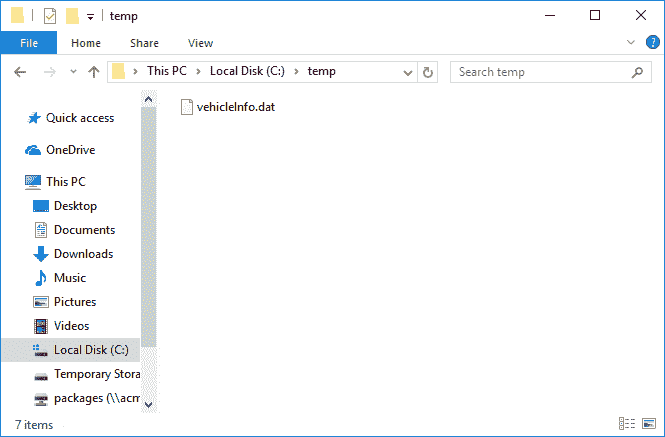 temp
File Home Share View
This PC Local Disk (C:) temp
Search temp
Quick access
OneDrive
This PC
Desktop
Documents
Downloads
Music
Pictures
Videos
Local Disk (C:)
Temporary Stora
packages (\\acm
vehicleInfo.dat
7 items